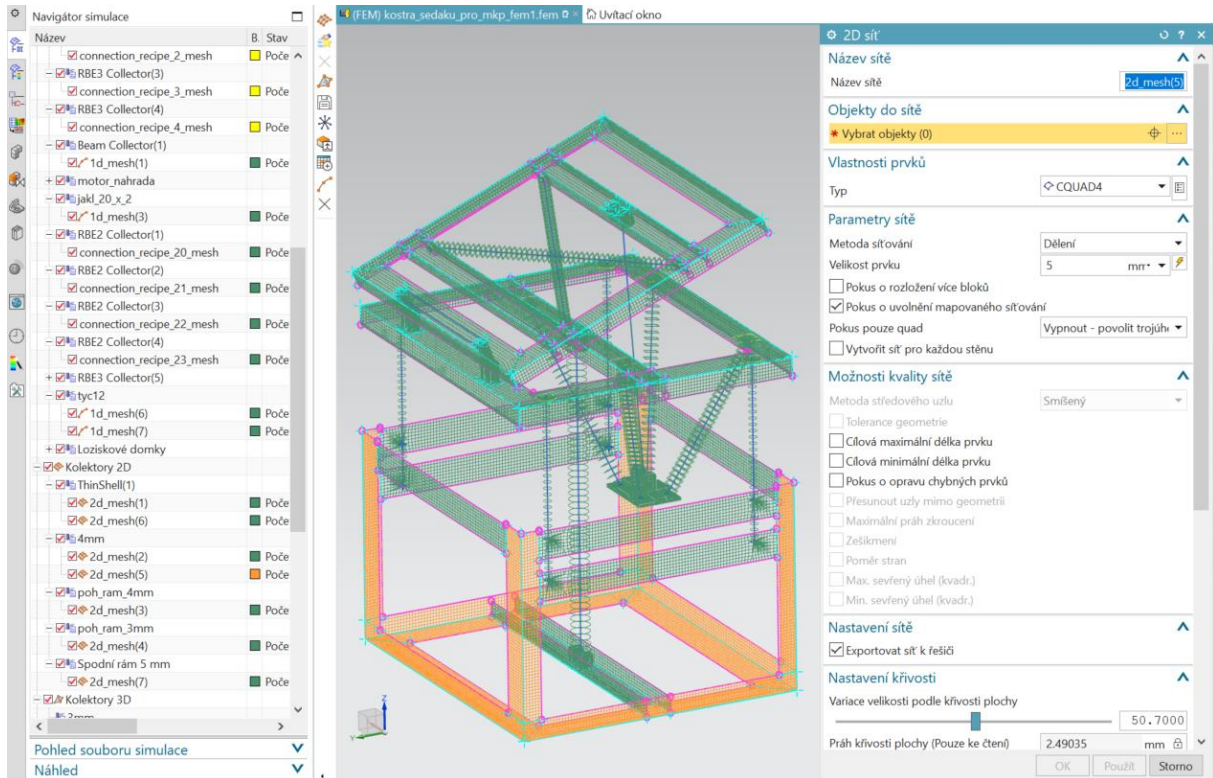 Navigátor simulace
Název B. Stav
connection_recipe_2_mesh Poče
RBE3 Collector(3)
connection_recipe_3_mesh Poče
RBE3 Collector(4)
connection_recipe_4_mesh Poče
Beam Collector(1)
1d_mesh(1) Poče
motor_nahrada
jakl_20_x_2
1d_mesh(3) Poče
RBE2 Collector(1)
connection_recipe_20_mesh Poče
RBE2 Collector(2)
connection_recipe_21_mesh Poče
RBE2 Collector(3)
connection_recipe_22_mesh Poče
RBE2 Collector(4)
connection_recipe_23_mesh Poče
RBE3 Collector(5)
tyc12
1d_mesh(6) Poče
1d_mesh(7) Poče
Loziskové domky
Kolektory 2D
ThinShell(1)
2d_mesh(1) Poče
2d_mesh(6) Poče
4mm
2d_mesh(2) Poče
2d_mesh(5) Poče
poh_ram_4mm
2d_mesh(3) Poče
poh_ram_3mm
2d_mesh(4) Poče
Spodní rám 5 mm
2d_mesh(7) Poče
Kolektory 3D
Pohled souboru simulace
Náhled
(FEM) kostra_sedaku_pro_mkp_fem1.fem Uvítací okno
Z
Y
2D síť
Název sítě
Název sítě 2d_mesh(5)
Objekty do sítě
* Vybrat objekty (0)
Vlastnosti prvků
Typ CQUAD4
Parametry sítě
Metoda síťování Dělení
Velikost prvku 5 mm
Pokus o rozložení více bloků
Pokus o uvolnění mapovaného síťování
Pokus pouze quad Vypnout - povolit trojúhe
Vytvořit síť pro každou stěnu
Možnosti kvality sítě
Metoda středového uzlu Smíšený
Tolerance geometrie
Cílová maximální délka prvku
Cílová minimální délka prvku
Pokus o opravu chybných prvků
Přesunout uzly mimo geometrii
Maximální práh zkroucení
Zešikmení
Poměr stran
Max. sevřený úhel (kvadr.)
Min. sevřený úhel (kvadr.)
Nastavení sítě
Exportovat síť k řešiči
Nastavení křivosti
Variace velikosti podle křivosti plochy
50.7000
Práh křivosti plochy (Pouze ke čtení) 2.49035 mm
OK Použít Storno